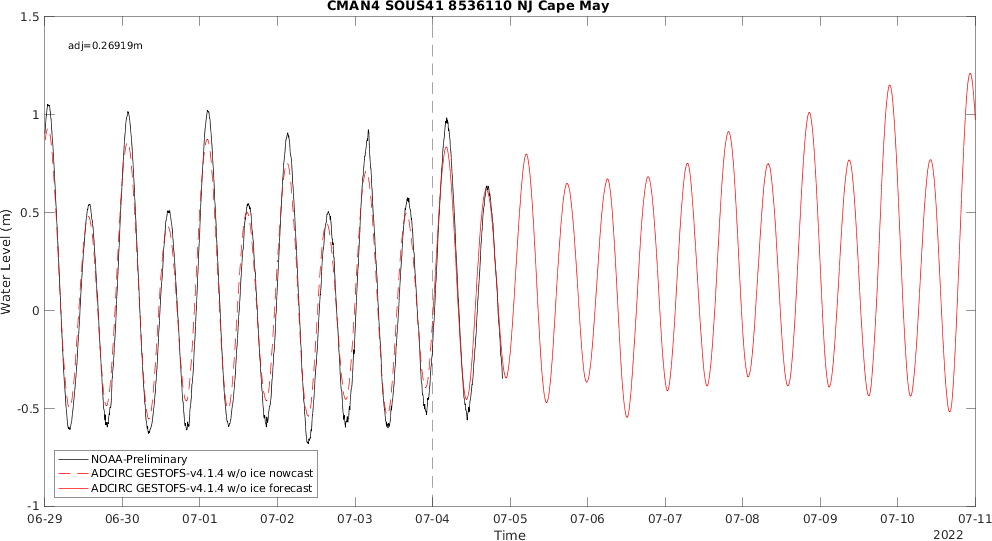 CMAN4 SOUS41 8536110 NJ Cape May
adj=0.26919m
1.5
1
0.5
0
-0.5
-1
Water Level (m)
NOAA-Preliminary
ADCIRC GESTOFS-v4.1.4 w/o ice nowcast
ADCIRC GESTOFS-v4.1.4 w/o ice forecast
06-29 06-30 07-01 07-02 07-03 07-04 07-05 07-06 07-07 07-08 07-09 07-10 07-11
Time
2022